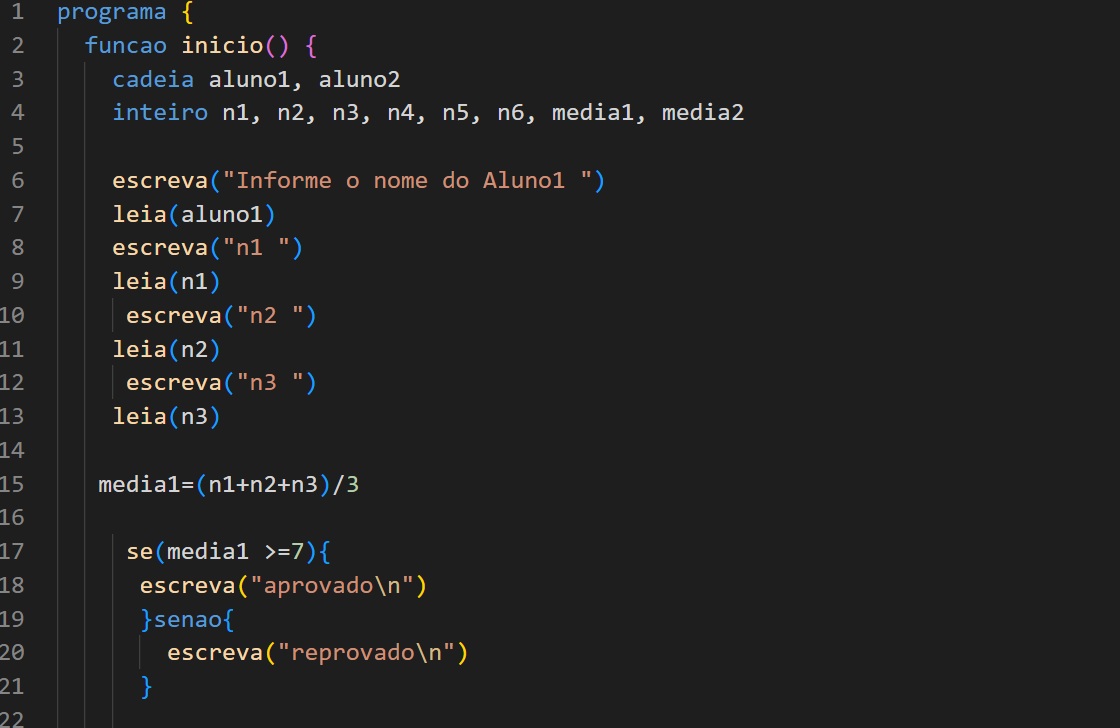 1 programa {
2 funcao inicio() {
3 cadeia aluno1, aluno2
4 inteiro n1, n2, n3, n4, n5, n6, media1, media2
5
6 escreva("Informe o nome do Aluno1 ")
7 leia(aluno1)
8 escreva("n1 ")
9 leia(n1)
10 escreva("n2 ")
11 leia(n2)
12 escreva("n3 ")
13 leia(n3)
14
15 media1=(n1+n2+n3)/3
16
17 se(media1 >=7){
18 escreva("aprovado\n")
19 }senao{
20 escreva("reprovado\n")
21 }
22